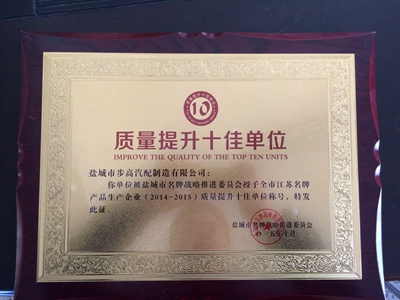 10
质量提升十佳单位
IMPROVE THE QUALITY OF THE TOP TEN UNITS
盐城市步高汽配制造有限公司：
你单位被盐城市名牌战略推进委员会授于全市江苏名牌
产品生产企业（2014-2015）质量提升十佳单位称号，特发
此证。
盐城市名牌战略推进委员会